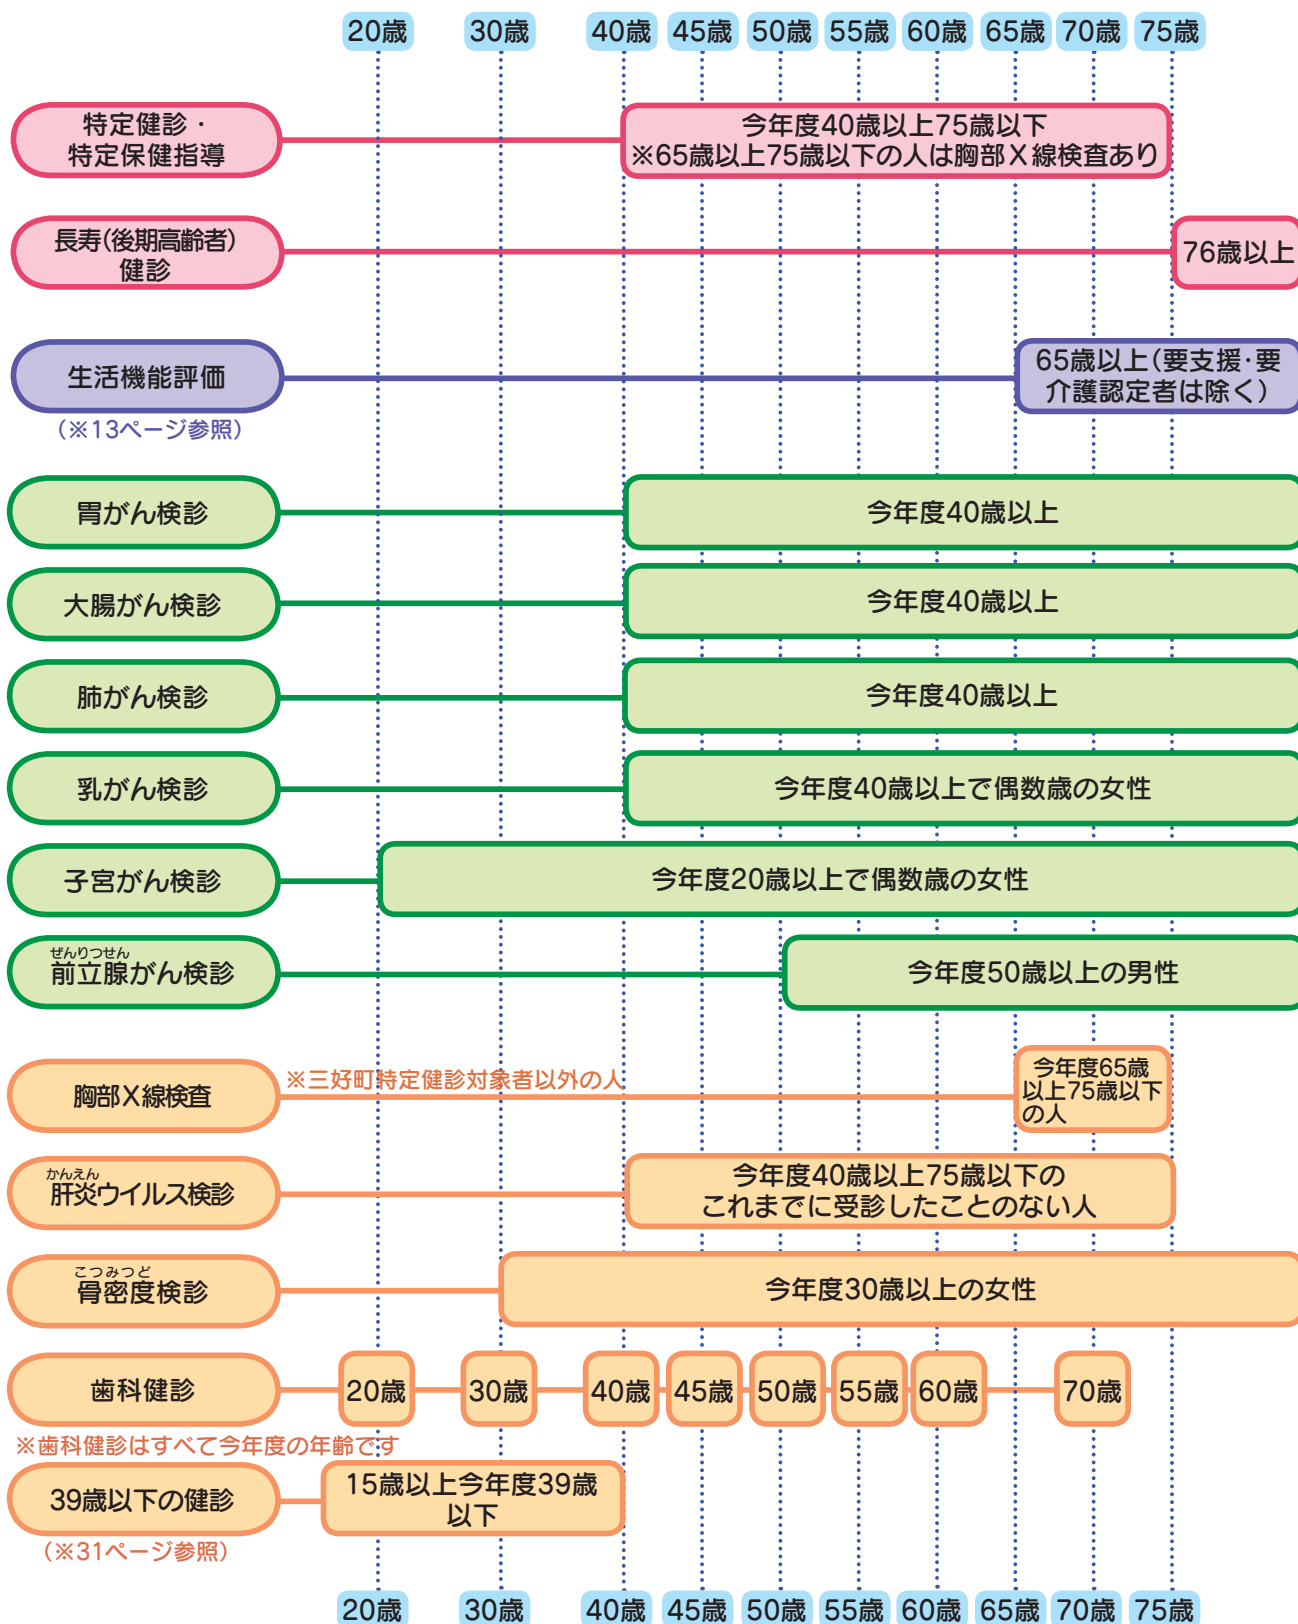 20歳 30歳 40歳 45歳 50歳 55歳 60歳 65歳 70歳 75歳
特定健診・
特定保健指導
今年度40歳以上75歳以下
※65歳以上75歳以下の人は胸部X線検査あり
長寿(後期高齢者)
健診
76歳以上
生活機能評価
65歳以上(要支援・要
介護認定者は除く)
(※13ページ参照)
胃がん検診
今年度40歳以上
大腸がん検診
今年度40歳以上
肺がん検診
今年度40歳以上
乳がん検診
今年度40歳以上で偶数歳の女性
子宮がん検診
今年度20歳以上で偶数歳の女性
ぜんりつせん
前立腺がん検診
今年度50歳以上の男性
胸部X線検査
※三好町特定健診対象者以外の人
今年度65歳
以上75歳以下
の人
かんえん
肝炎ウイルス検診
今年度40歳以上75歳以下の
これまでに受診したことのない人
こつみつど
骨密度検診
今年度30歳以上の女性
歯科健診
20歳 30歳 40歳 45歳 50歳 55歳 60歳 70歳
※歯科健診はすべて今年度の年齢です
39歳以下の健診
15歳以上今年度39歳
以下
(※31ページ参照)
20歳 30歳 40歳 45歳 50歳 55歳 60歳 65歳 70歳 75歳